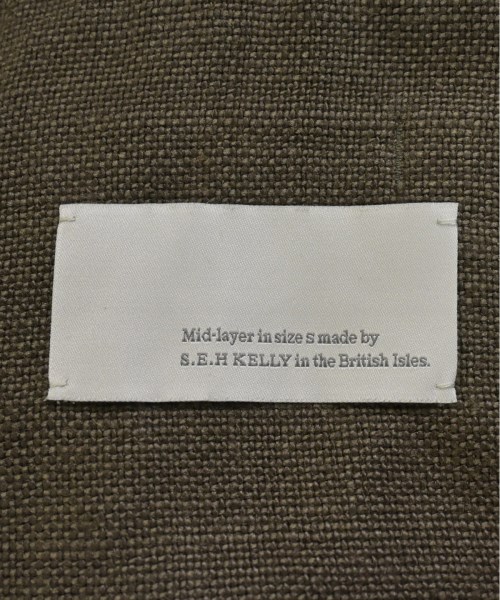 Mid-layer in size S made by
S.E.H KELLY in the British Isles.